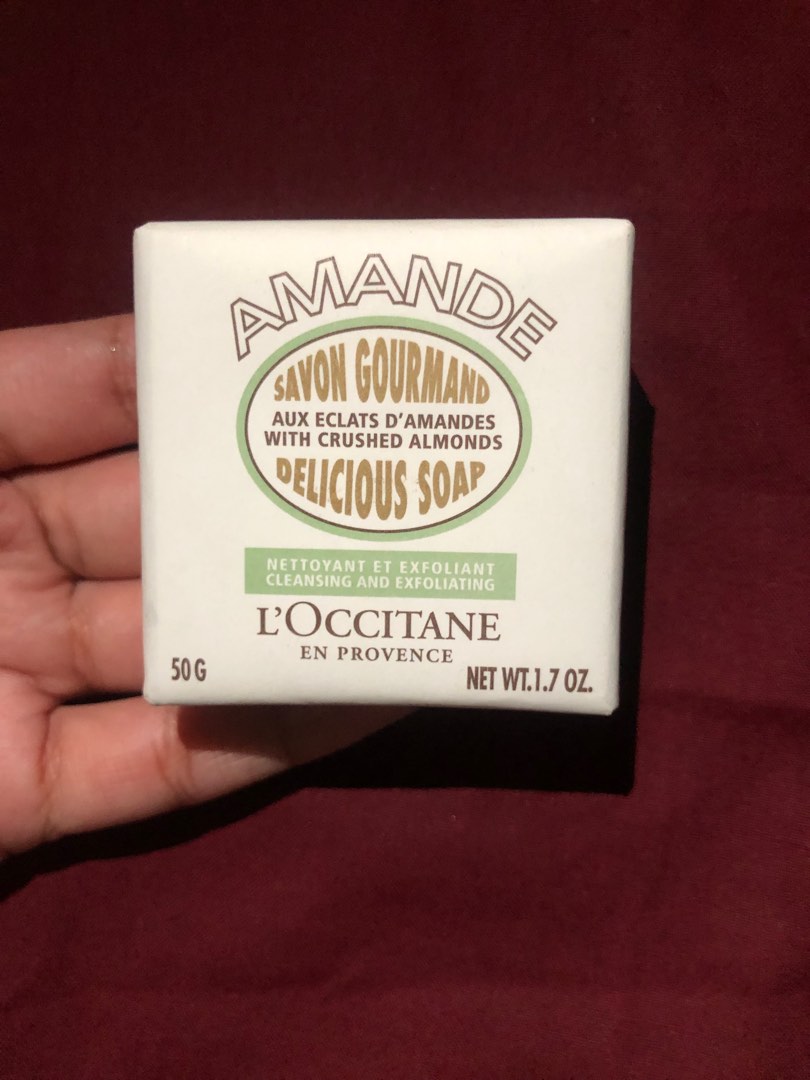 AMANDE
SAVON GOURMAND
AUX ECLATS D'AMANDES
WITH CRUSHED ALMONDS
DELICIOUS SOAP
NETTOYANT ET EXFOLIANT
CLEANSING AND EXFOLIATING
L'OCCITANE
EN PROVENCE
50 G
NET WT.1.7 OZ.